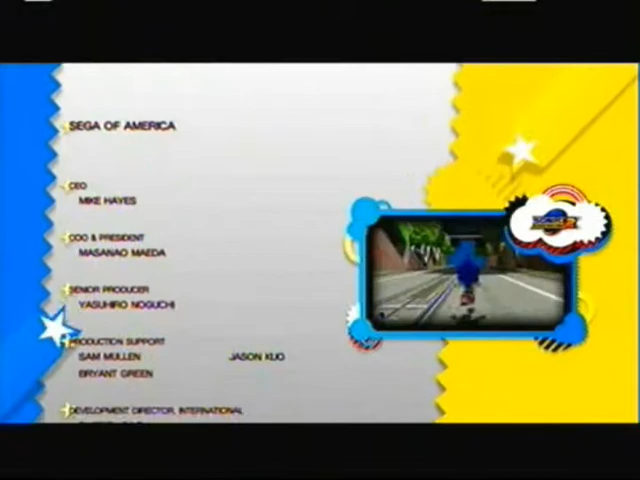 SEGA OF AMERICA
CEO
MIKE HAYES
COO & PRESIDENT
MASANAO MAEDA
SENIOR PRODUCER
YASUHIRO NOGUCHI
PRODUCTION SUPPORT
SAM MULLEN JASON KUO
BRYANT GREEN
DEVELOPMENT DIRECTOR, INTERNATIONAL